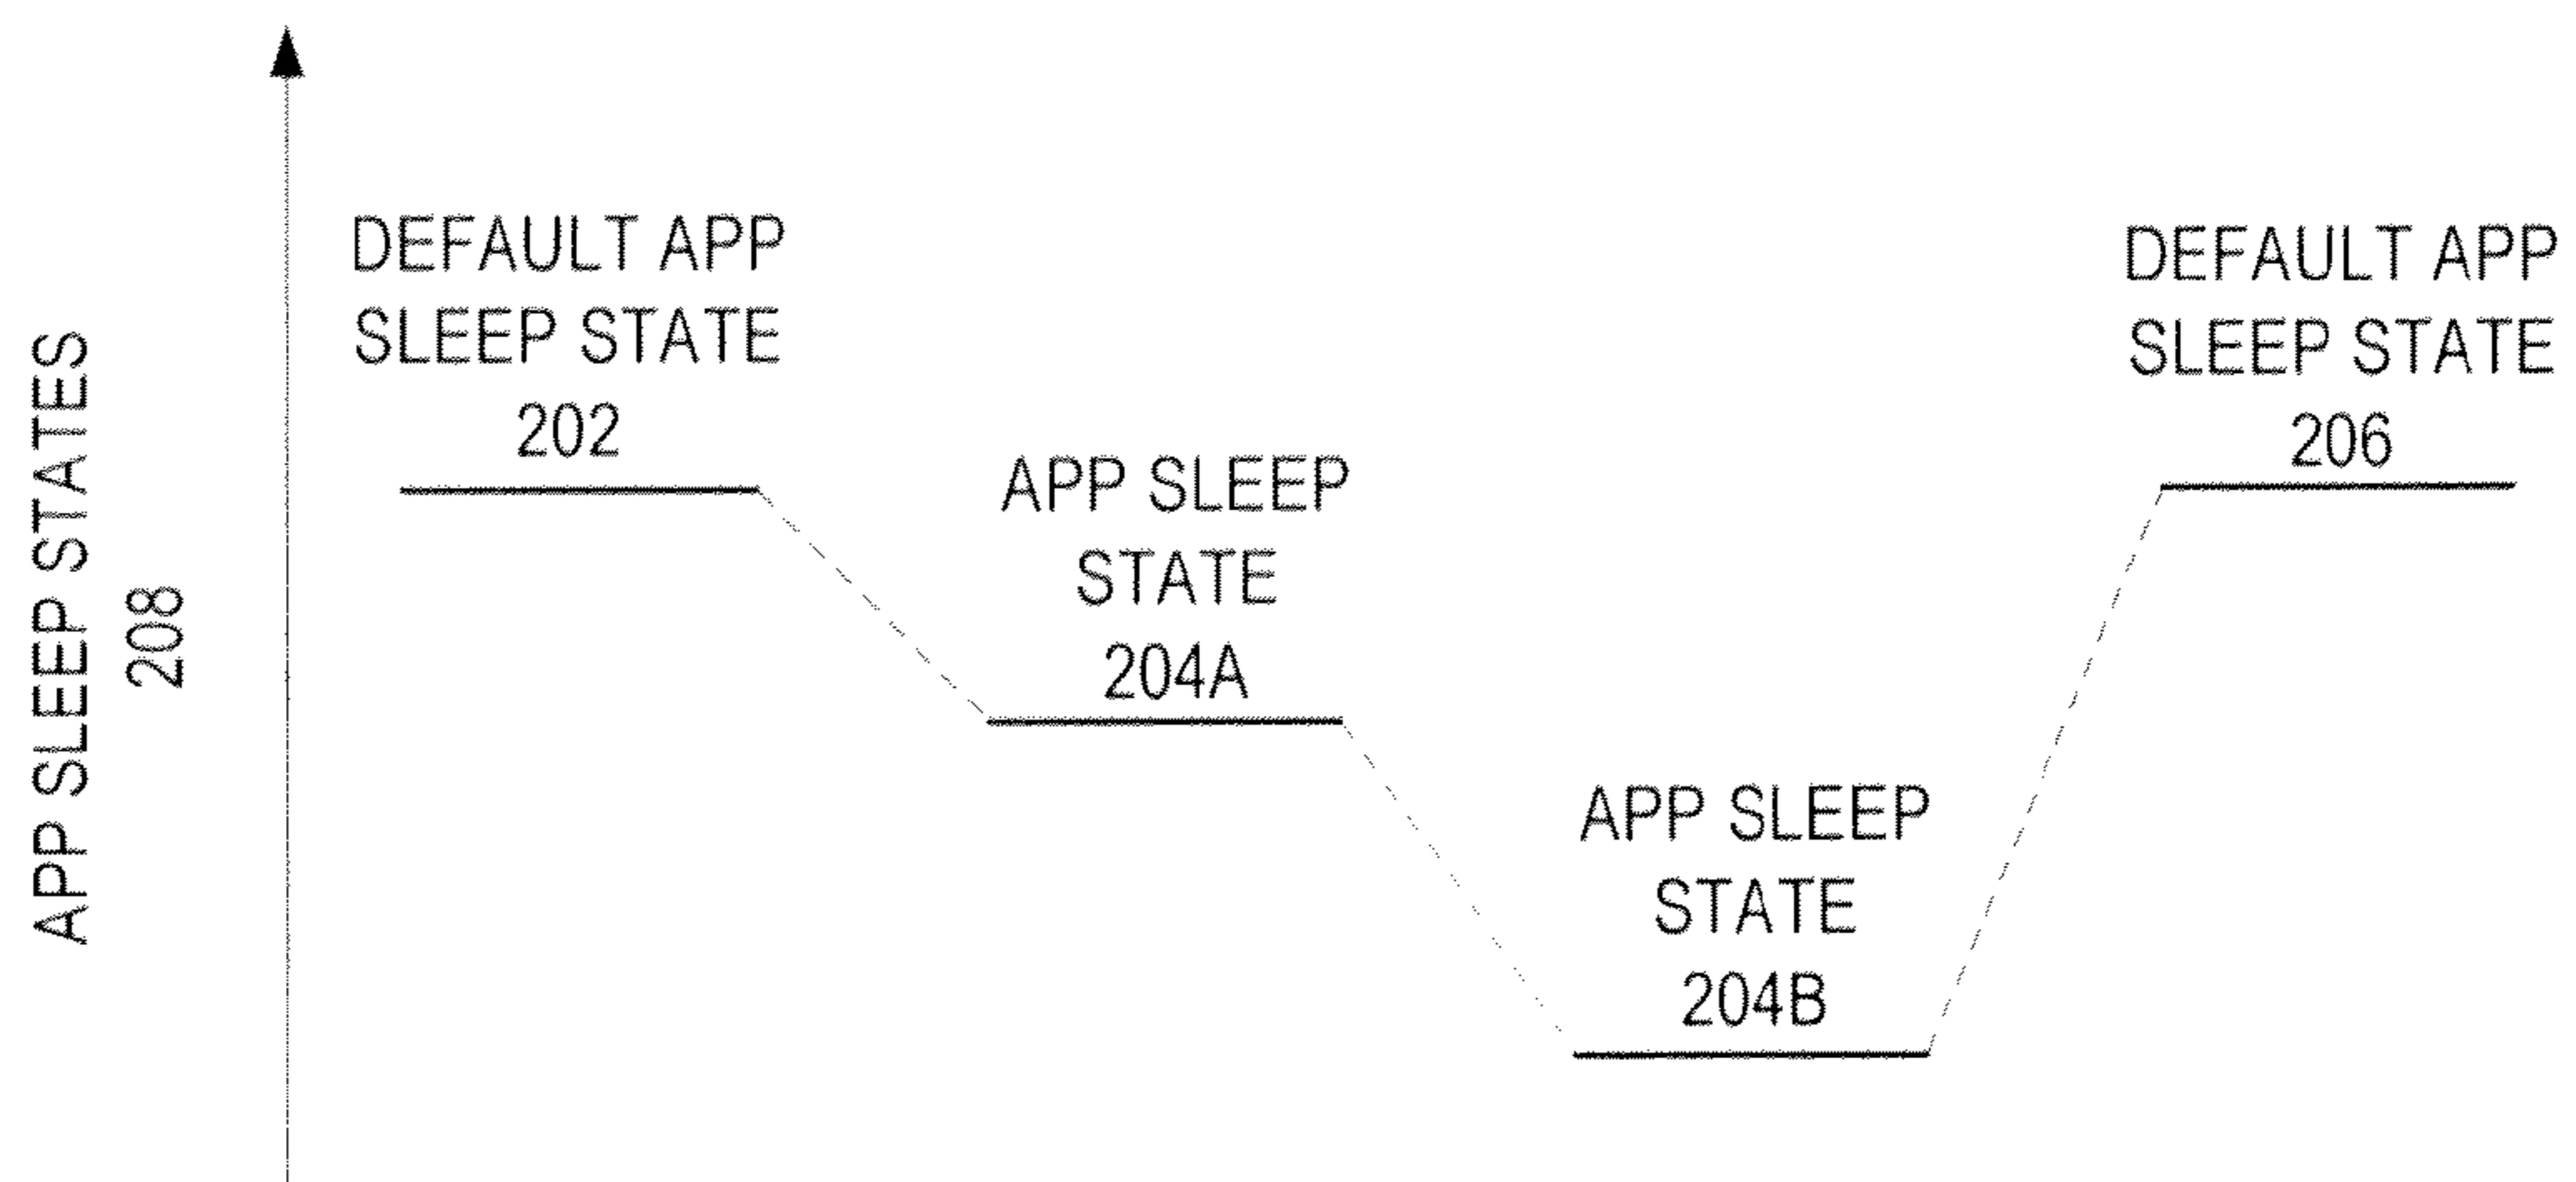 APP SLEEP STATES
208
DEFAULT APP
SLEEP STATE
202
APP SLEEP
STATE
204A
APP SLEEP
STATE
204B
DEFAULT APP
SLEEP STATE
206